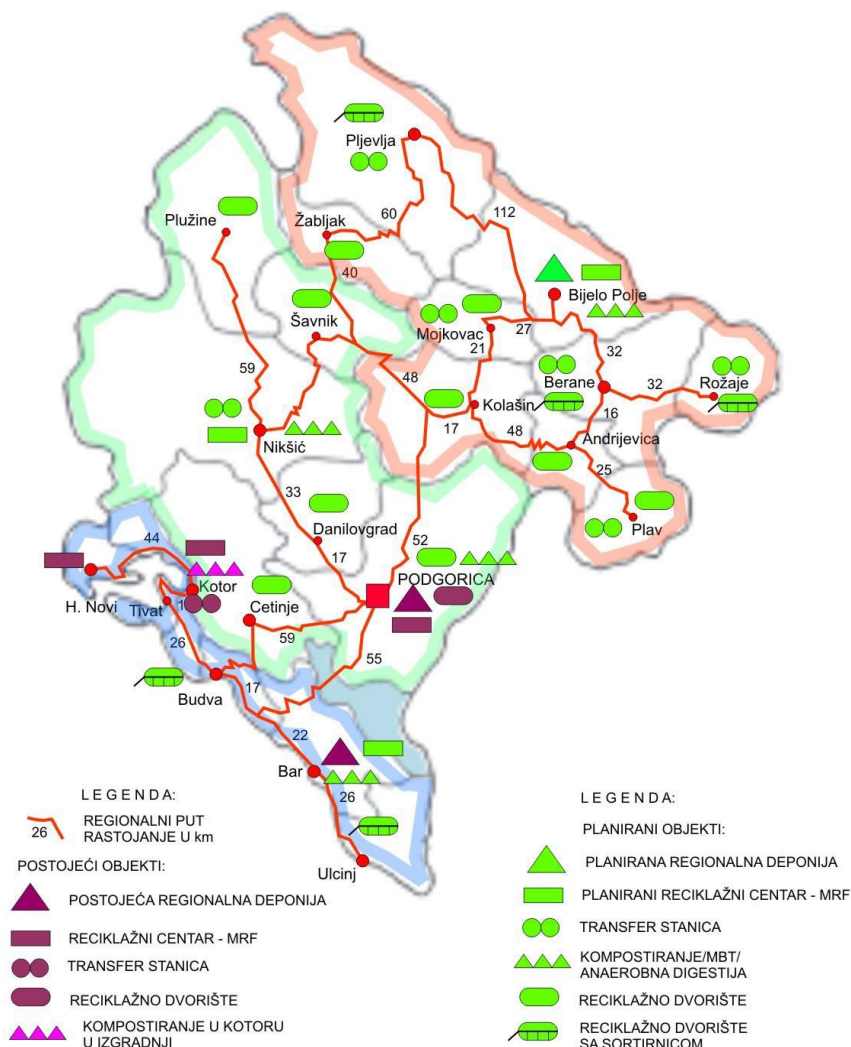 Pljevlja
Plužine
Žabljak
60
112
40
Bijelo Polje
Šavnik
Mojkovac
27
21
32
59
48
Berane
32
Rožaje
Kolašin
16
17
48
Andrijevica
Nikšić
25
33
Plav
Danilovgrad
44
17
52
PODGORICA
Kotor
H. Novi
Tivat
1
Cetinje
59
26
55
17
Budva
22
Bar
26
Ulcinj
L E G E N D A:
26
REGIONALNI PUT
RASTOJANJE U km
POSTOJEĆI OBJEKTI:
POSTOJEĆA REGIONALNA DEPONIJA
RECIKLAŽNI CENTAR - MRF
TRANSFER STANICA
RECIKLAŽNO DVORIŠTE
KOMPOSTIRANJE U KOTORU
U IZGRADNJI
L E G E N D A:
PLANIRANI OBJEKTI:
PLANIRANA REGIONALNA DEPONIJA
PLANIRANI RECIKLAŽNI CENTAR - MRF
TRANSFER STANICA
KOMPOSTIRANJE/MBT/
ANAEROBNA DIGESTIJA
RECIKLAŽNO DVORIŠTE
RECIKLAŽNO DVORIŠTE
SA SORTIRNICOM